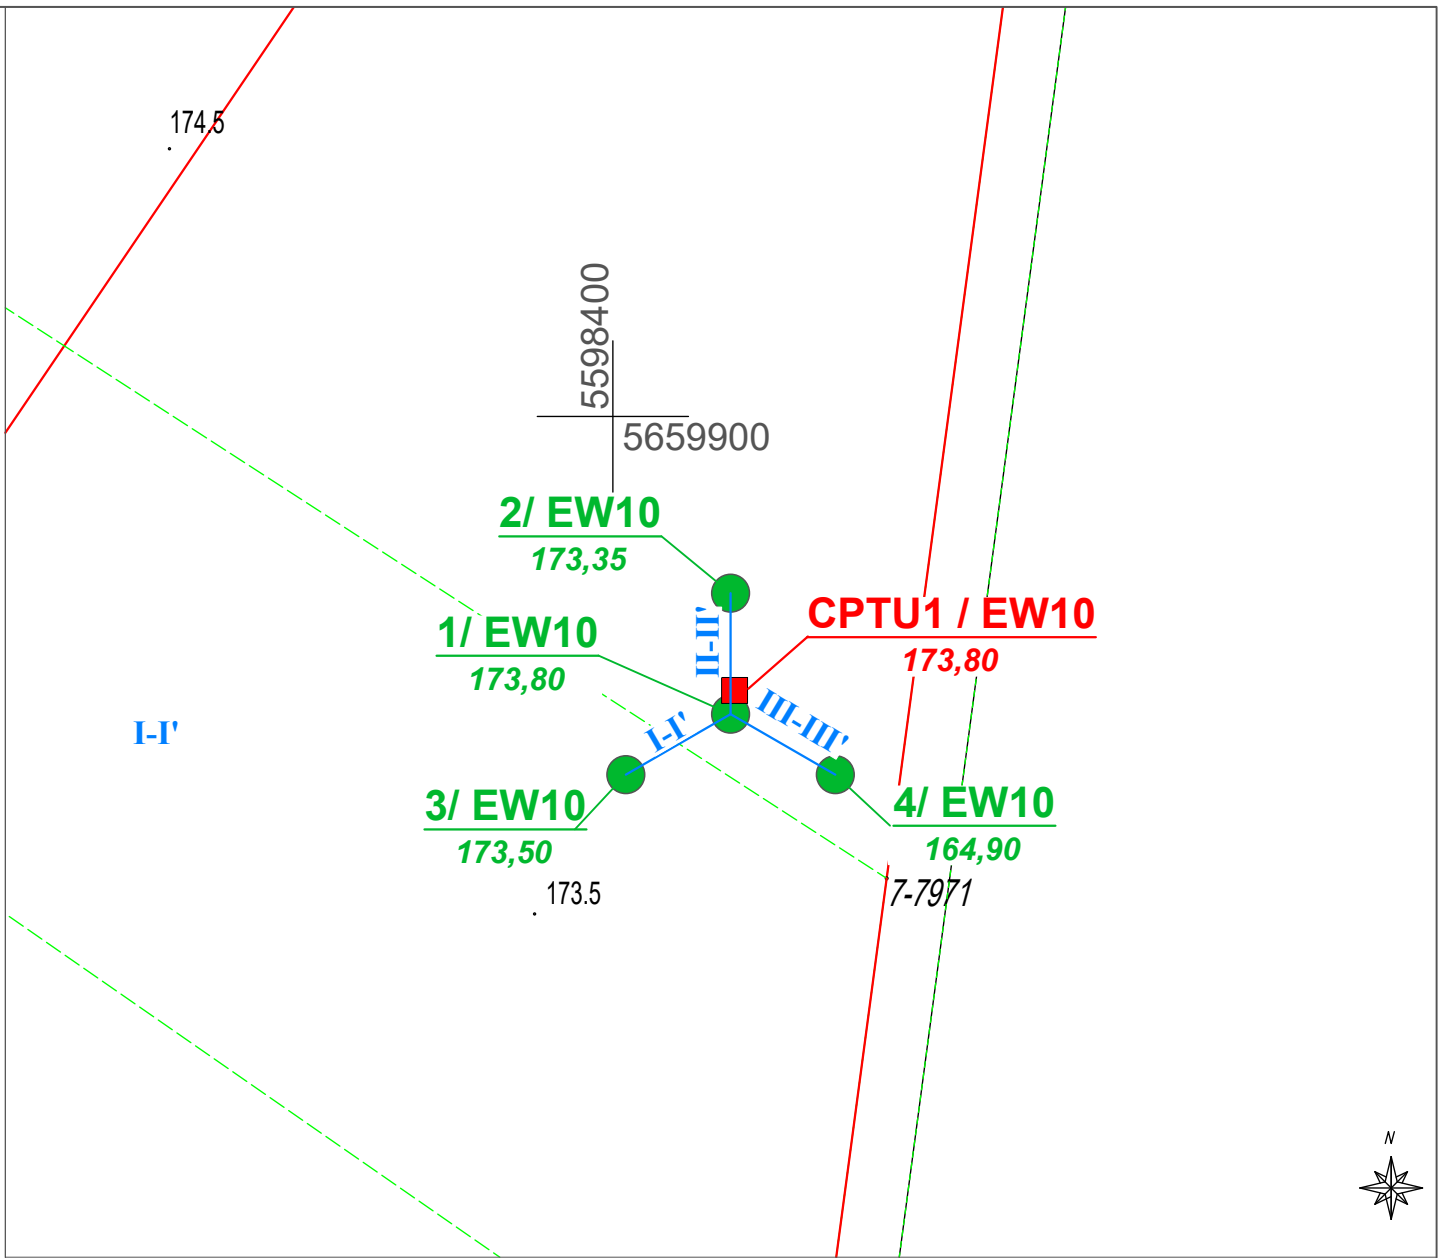 174.5
5598400
5659900
2/ EW10
173,35
CPTU1 / EW10
173,80
1/ EW10
173,80
II-II'
III-III'
I-I'
I-I'
3/ EW10
173,50
4/ EW10
164,90
173.5
7-7971
N